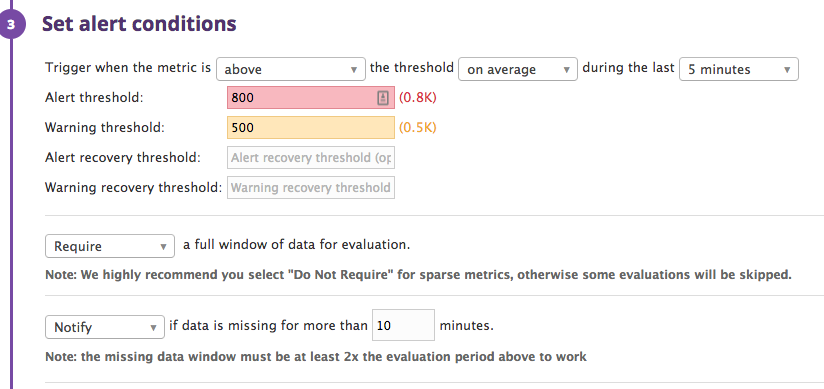 3 Set alert conditions
Trigger when the metric is above the threshold on average during the last 5 minutes
Alert threshold: 800 (0.8K)
Warning threshold: 500 (0.5K)
Alert recovery threshold: Alert recovery threshold (op
Warning recovery threshold: Warning recovery threshold
Require a full window of data for evaluation.
Note: We highly recommend you select "Do Not Require" for sparse metrics, otherwise some evaluations will be skipped.
Notify if data is missing for more than 10 minutes.
Note: the missing data window must be at least 2x the evaluation period above to work